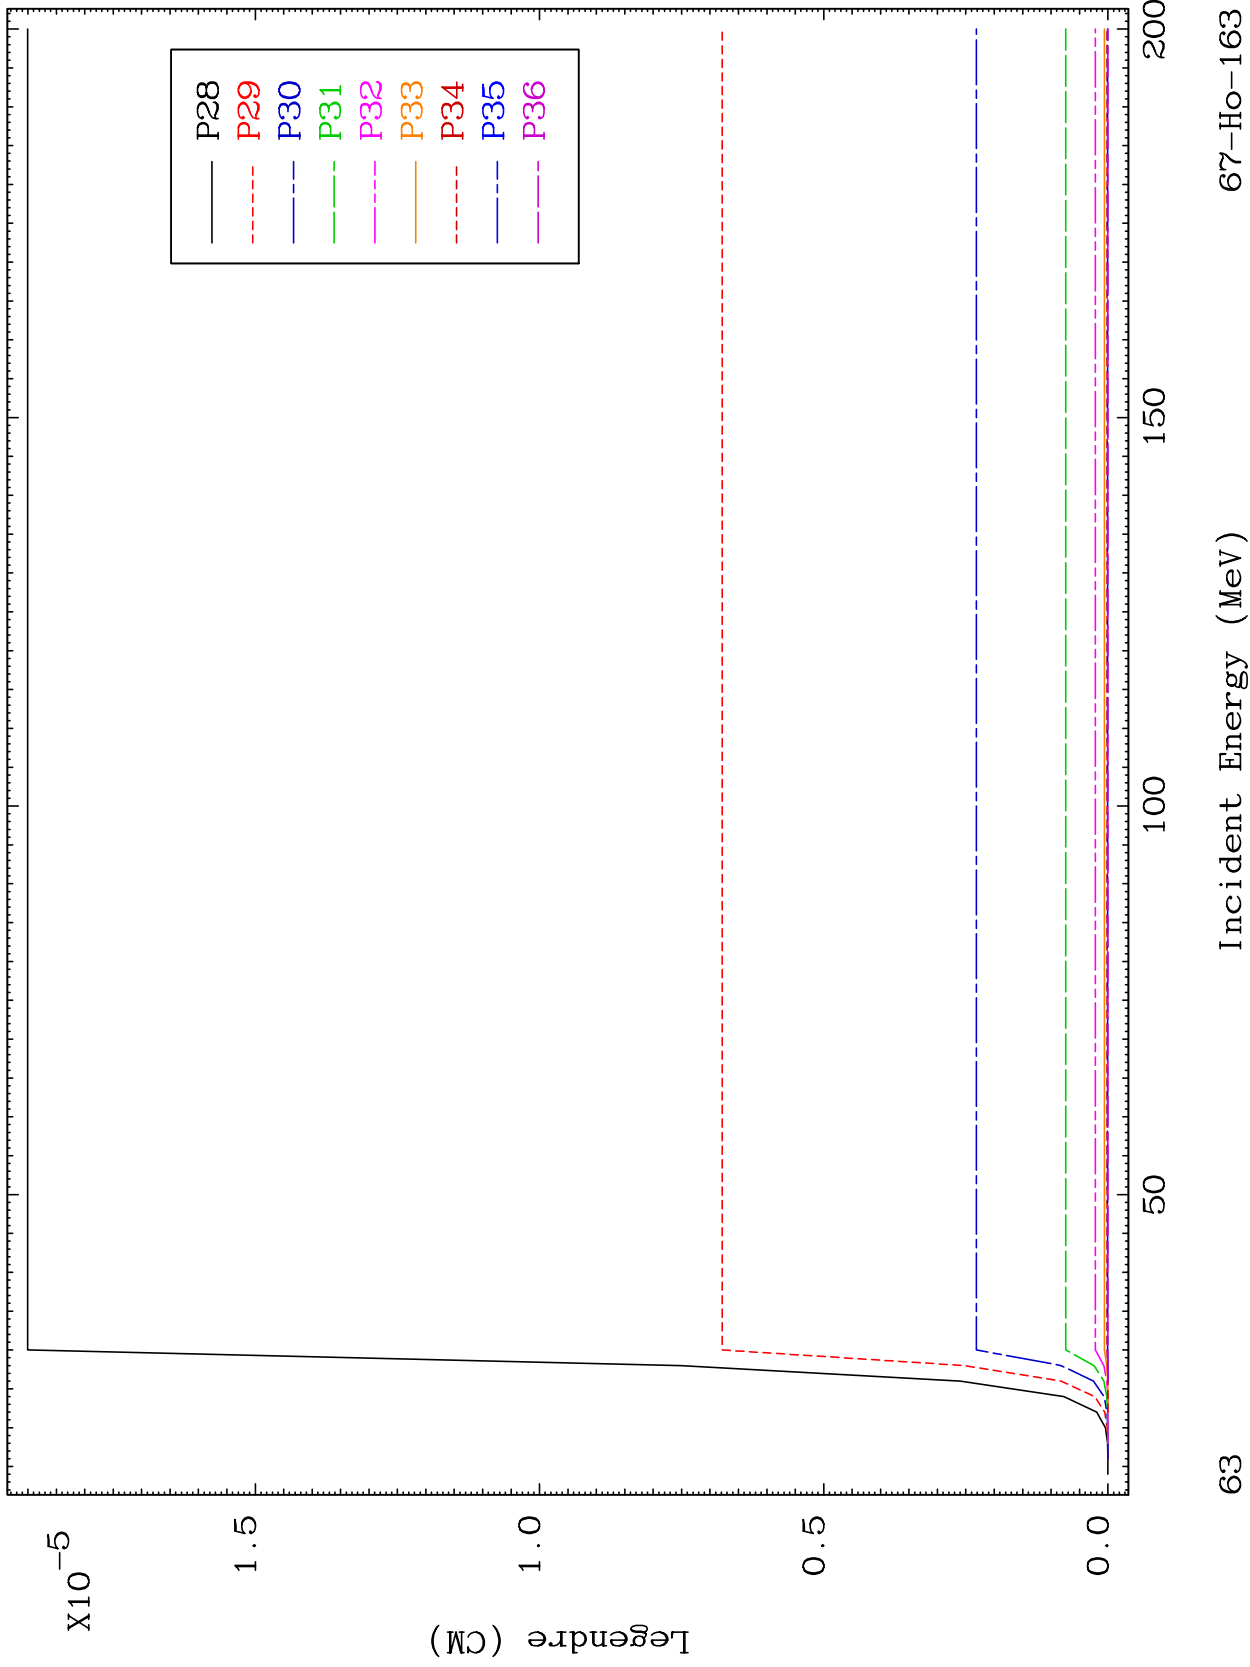 X10-5
Legendre (CM)
1.5
1.0
0.5
0.0
P28
P29
P30
P31
P32
P33
P34
P35
P36
50
100
150
200
Incident Energy (MeV)
63
67-Ho-163